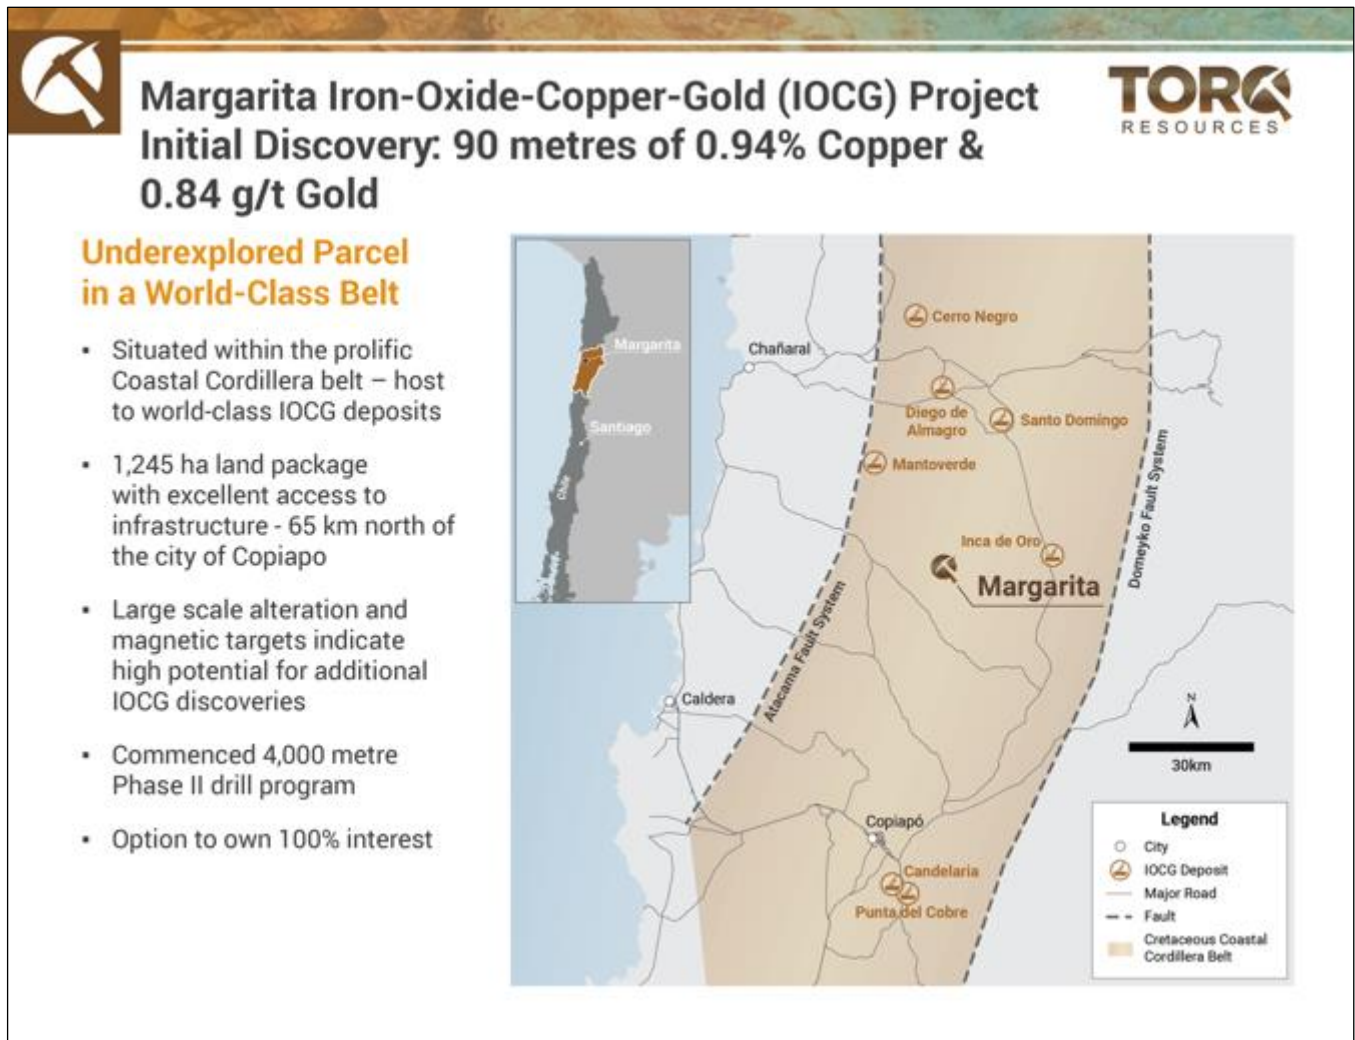 Margarita Iron-Oxide-Copper-Gold (IOCG) Project
Initial Discovery: 90 metres of 0.94% Copper &
0.84 g/t Gold
TORQ
RESOURCES
Underexplored Parcel
in a World-Class Belt
▪ Situated within the prolific
Coastal Cordillera belt – host
to world-class IOCG deposits
▪ 1,245 ha land package
with excellent access to
infrastructure - 65 km north of
the city of Copiapo
▪ Large scale alteration and
magnetic targets indicate
high potential for additional
IOCG discoveries
▪ Commenced 4,000 metre
Phase II drill program
▪ Option to own 100% interest
Margarita
Santiago
Chile
Cerro Negro
Chañaral
Diego de
Almagro
Santo Domingo
Mantoverde
Inca de Oro
Margarita
Domeyko Fault System
Atacama Fault System
Caldera
N
30km
Copiapó
Candelaria
Punta del Cobre
Legend
City
IOCG Deposit
Major Road
Fault
Cretaceous Coastal
Cordillera Belt